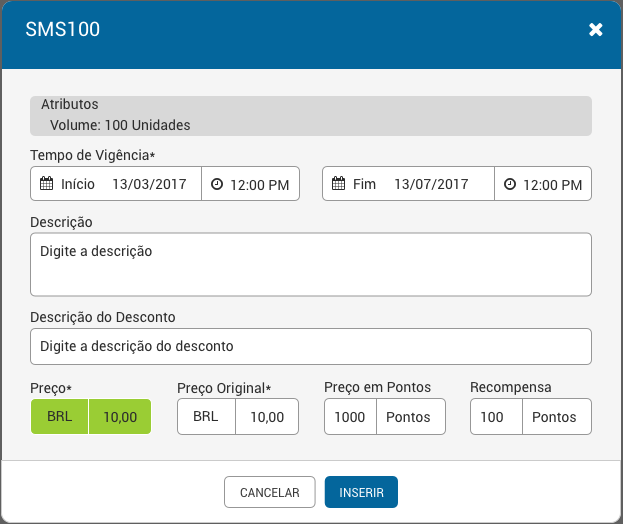 SMS100
Atributos
Volume: 100 Unidades
Tempo de Vigência*
Início 13/03/2017 12:00 PM Fim 13/07/2017 12:00 PM
Descrição
Digite a descrição
Descrição do Desconto
Digite a descrição do desconto
Preço* Preço Original* Preço em Pontos Recompensa
BRL 10,00 BRL 10,00 1000 Pontos 100 Pontos
CANCELAR INSERIR